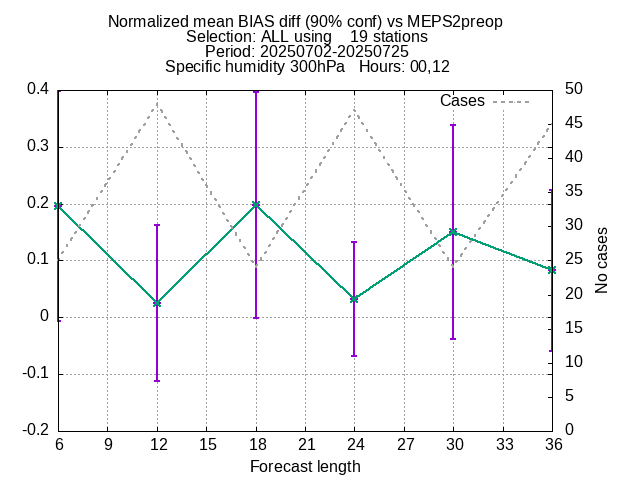 Normalized mean BIAS diff (90% conf) vs MEPS2preop
Selection: ALL using    19 stations
Period: 20250702-20250725
Specific humidity 300hPa   Hours: 00,12
Cases
0.4
0.3
0.2
0.1
0
-0.1
-0.2
50
45
40
35
30
25
20
15
10
5
0
No cases
6 9 12 15 18 21 24 27 30 33 36
Forecast length